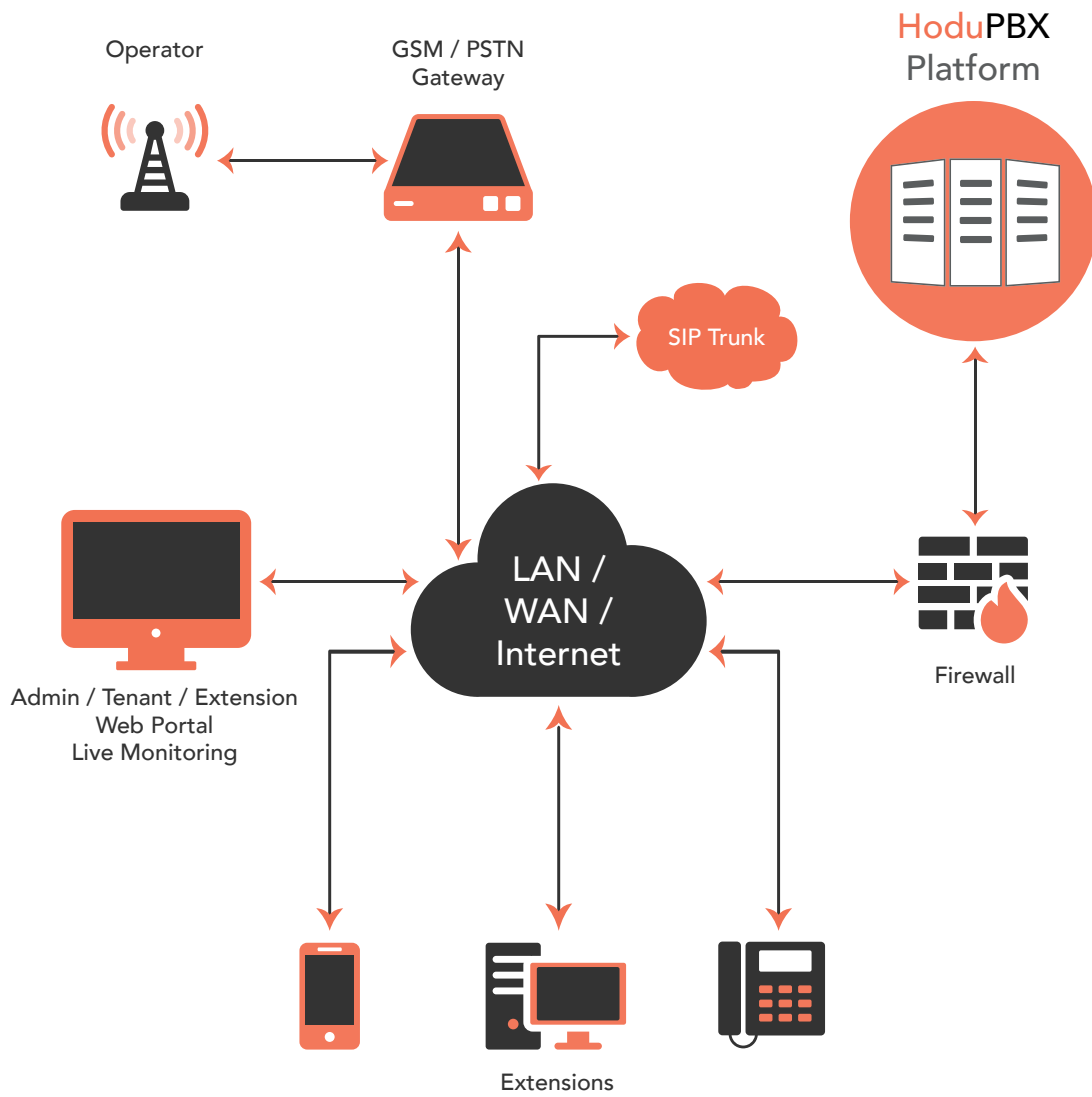 Operator
GSM / PSTN
Gateway
HoduPBX
Platform
SIP Trunk
LAN /
WAN /
Internet
Admin / Tenant / Extension
Web Portal
Live Monitoring
Firewall
Extensions